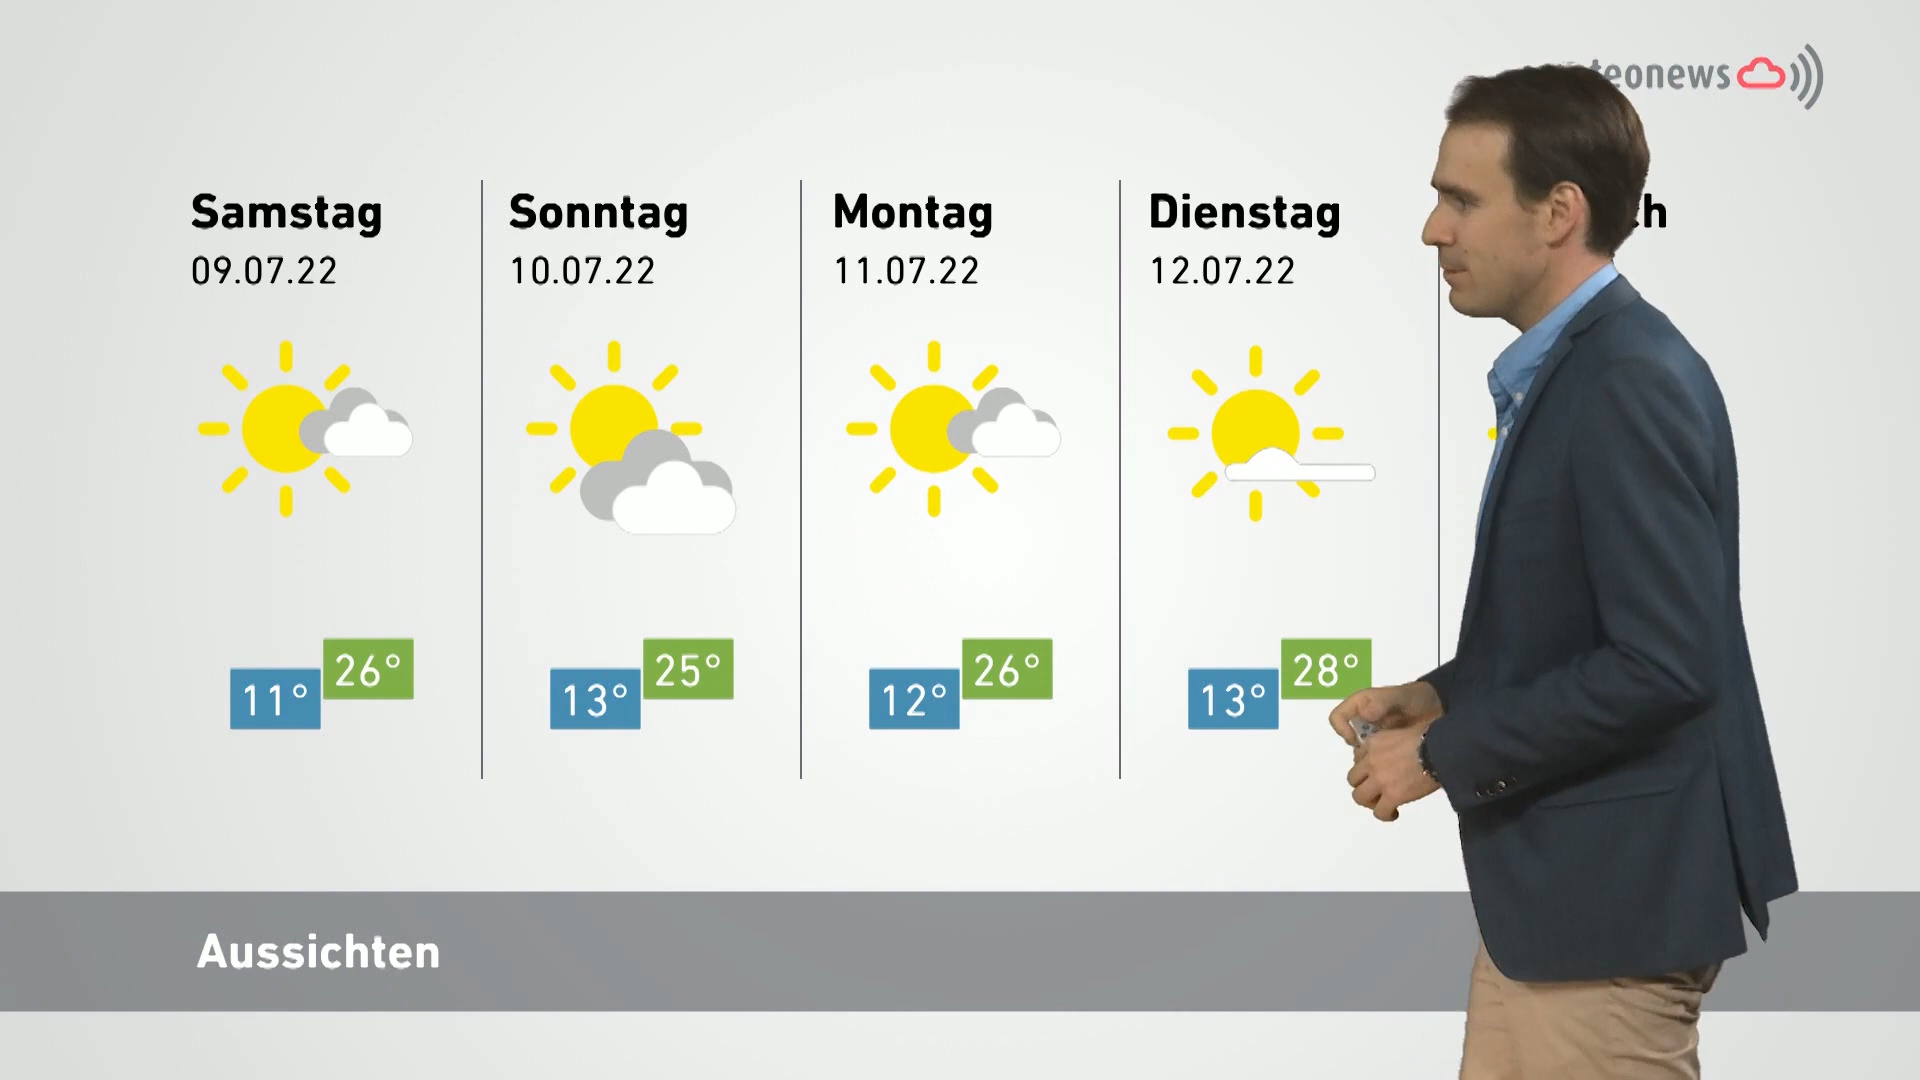 teonews
Samstag
09.07.22
Sonntag
10.07.22
Montag
11.07.22
Dienstag
12.07.22
11° 26°
13° 25°
12° 26°
13° 28°
Aussichten